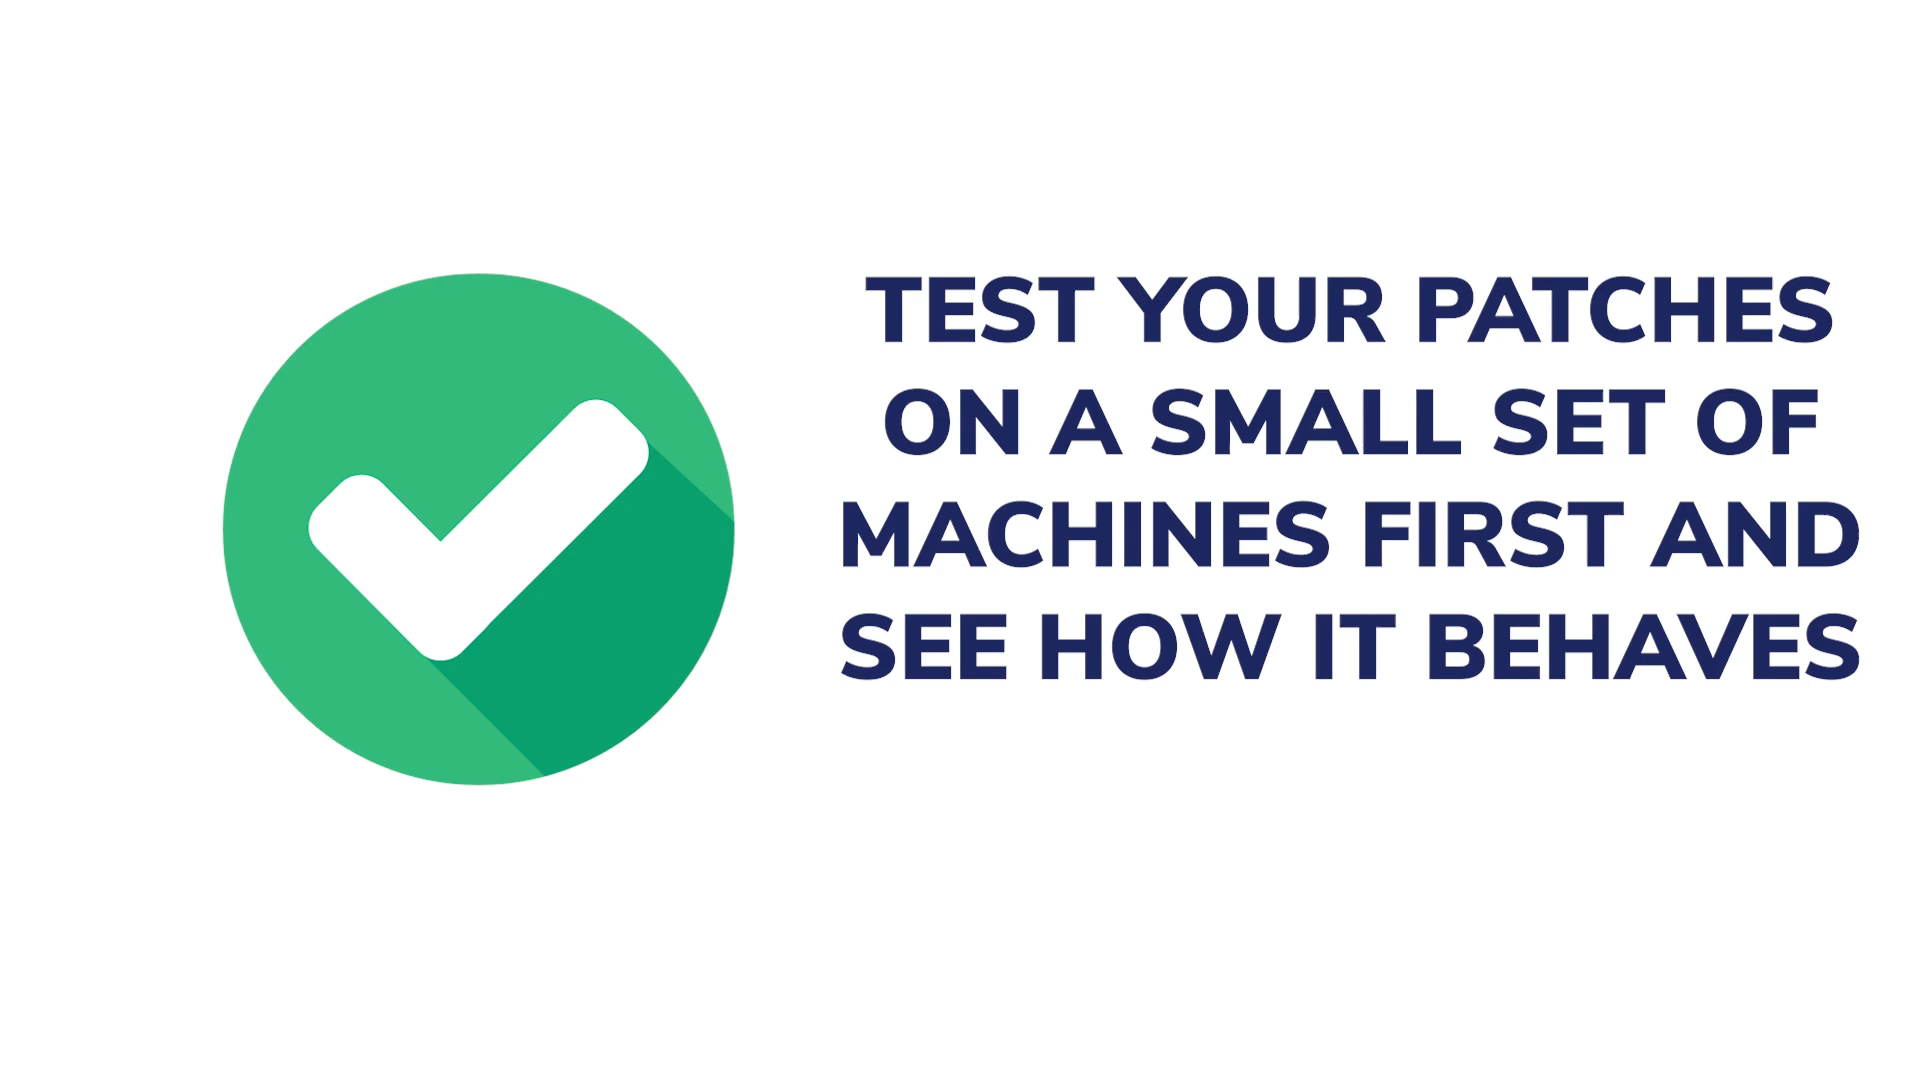 TEST YOUR PATCHES
ON A SMALL SET OF
MACHINES FIRST AND
SEE HOW IT BEHAVES